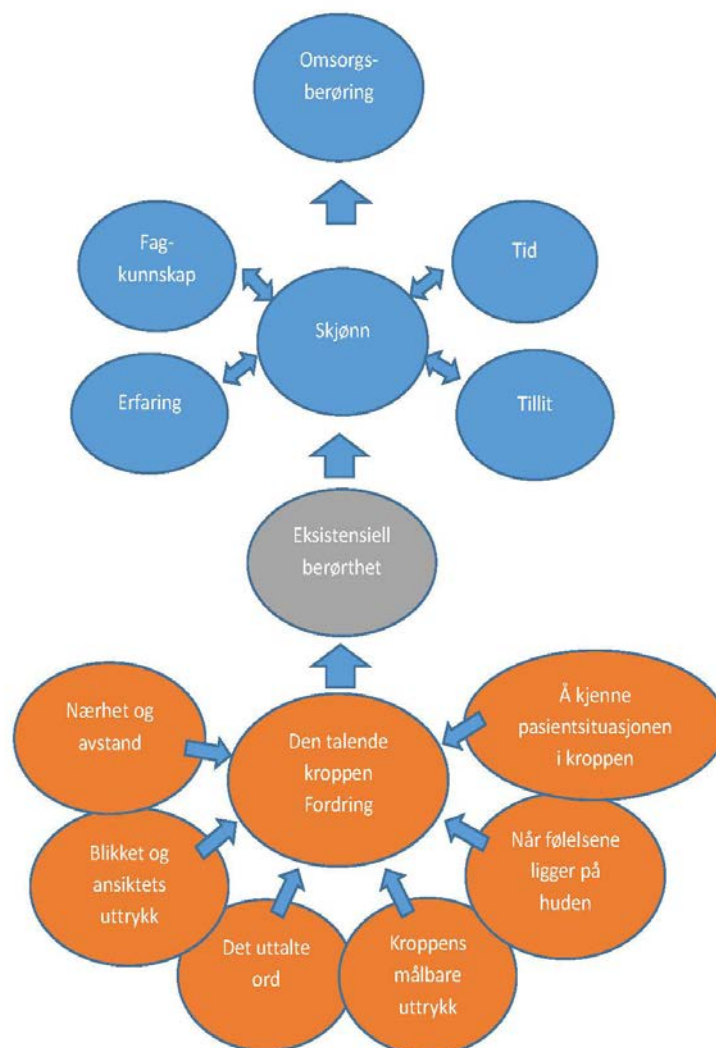 Omsorgs-
berøring
Fag-
kunnskap
Tid
Skjønn
Erfaring
Tillit
Eksistensiell
berørthet
Nærhet og
avstand
Den talende
kroppen
Fordring
Å kjenne
pasientsituasjonen
i kroppen
Blikket og
ansiktets
uttrykk
Når følelsene
ligger på
huden
Det uttalte
ord
Kroppens
målbare
uttrykk